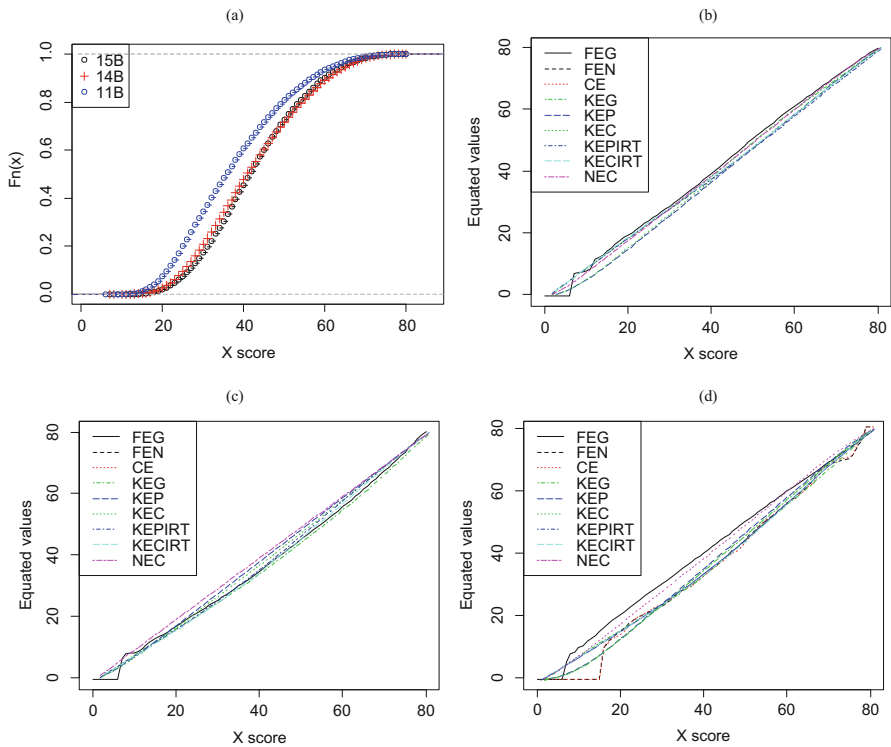 (a)
Fn(x)
1.0
0.8
0.6
0.4
0.2
0.0
15B
14B
11B
0 20 40 60 80
X score
(b)
Equated values
80
60
40
20
0
FEG
FEN
CE
KEG
KEP
KEC
KEPIRT
KECIRT
NEC
0 20 40 60 80
X score
(c)
Equated values
80
60
40
20
0
FEG
FEN
CE
KEG
KEP
KEC
KEPIRT
KECIRT
NEC
0 20 40 60 80
X score
(d)
Equated values
80
60
40
20
0
FEG
FEN
CE
KEG
KEP
KEC
KEPIRT
KECIRT
NEC
0 20 40 60 80
X score